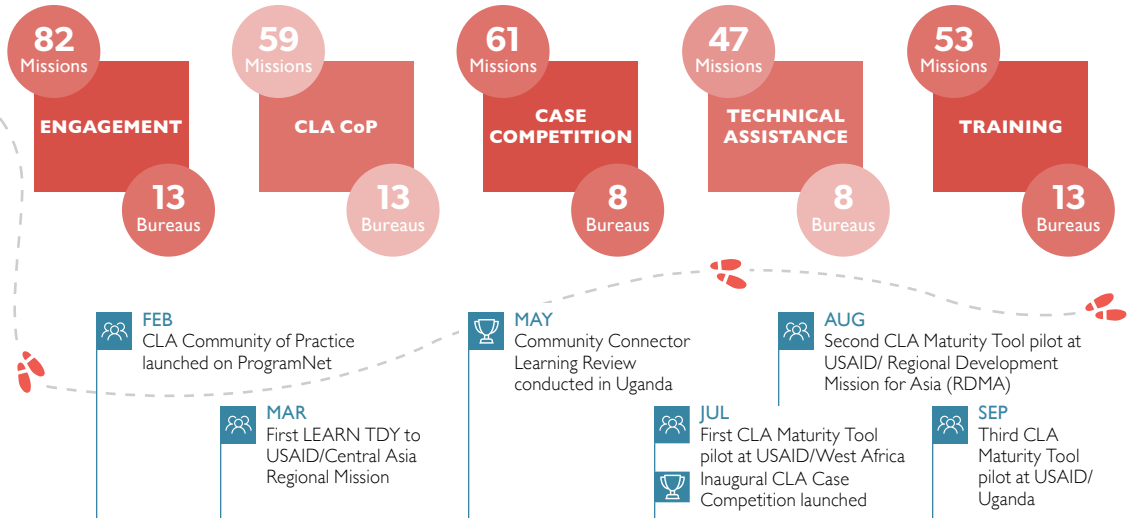 82
Missions
ENGAGEMENT
13
Bureaus
59
Missions
CLA CoP
13
Bureaus
61
Missions
CASE
COMPETITION
8
Bureaus
47
Missions
TECHNICAL
ASSISTANCE
8
Bureaus
53
Missions
TRAINING
13
Bureaus
FEB
CLA Community of Practice
launched on ProgramNet
MAR
First LEARN TDY to
USAID/Central Asia
Regional Mission
MAY
Community Connector
Learning Review
conducted in Uganda
JUL
First CLA Maturity Tool
pilot at USAID/West Africa
Inaugural CLA Case
Competition launched
AUG
Second CLA Maturity Tool pilot at
USAID/ Regional Development
Mission for Asia (RDMA)
SEP
Third CLA
Maturity Tool
pilot at USAID/
Uganda